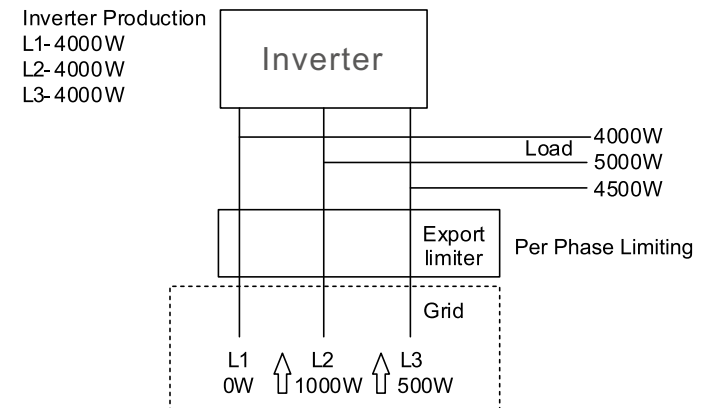 Inverter Production
L1-4000W
L2-4000W
L3-4000W
Inverter
Load
4000W
5000W
4500W
Export
limiter
Per Phase Limiting
Grid
L1 L2 L3
0W 1000W 500W